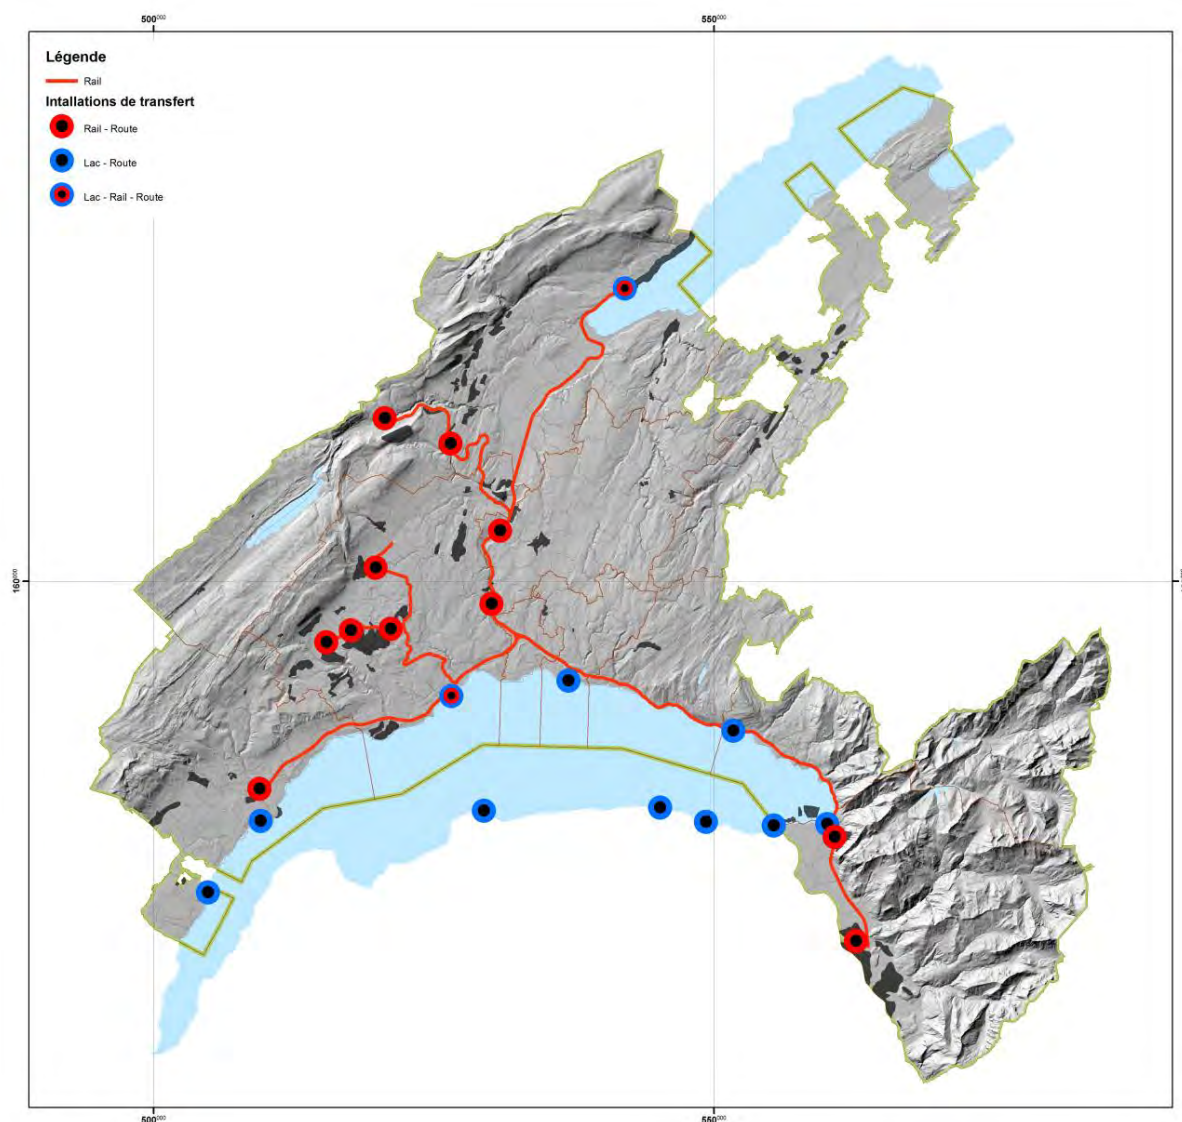 500000
550000
Légende
Rail
Intallations de transfert
Rail - Route
Lac - Route
Lac - Rail - Route
160000
500000
550000